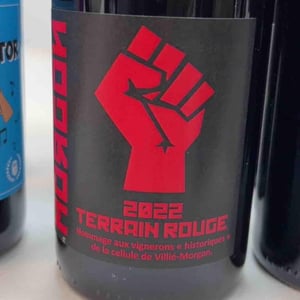 MORGON
2022
TERRAIN ROUGE
Hommage aux vignerons « historiques »
de la cellule de Villié-Morgon.